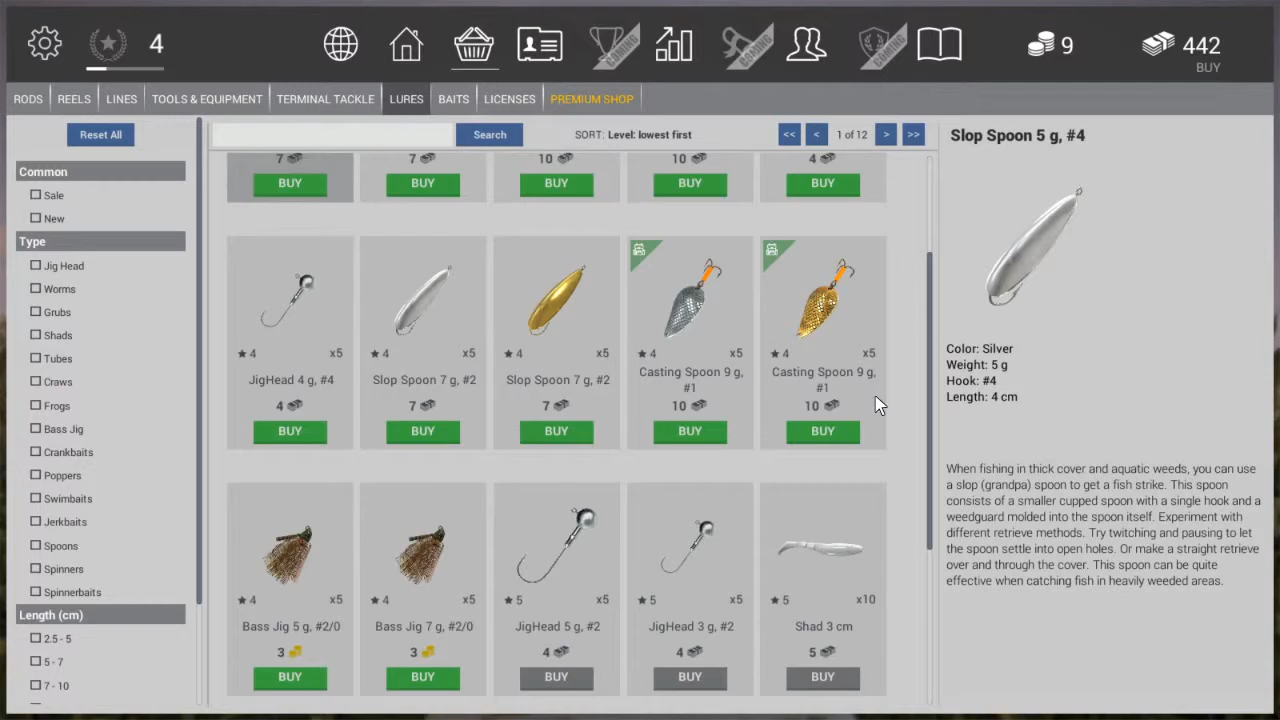 4
COMING
COMING
COMING
9
442
BUY
RODS
REELS
LINES
TOOLS & EQUIPMENT
TERMINAL TACKLE
LURES
BAITS
LICENSES
PREMIUM SHOP
Reset All
Common
Sale
New
Type
Jig Head
Worms
Grubs
Shads
Tubes
Craws
Frogs
Bass Jig
Crankbaits
Poppers
Swimbaits
Jerkbaits
Spoons
Spinners
Spinnerbaits
Length (cm)
2.5 - 5
5 - 7
7 - 10
Search
SORT: Level: lowest first
<<
<
1 of 12
>
>>
7
BUY
7
BUY
10
BUY
10
BUY
4
BUY
4 x5
JigHead 4 g, #4
4
BUY
4 x5
Slop Spoon 7 g, #2
7
BUY
4 x5
Slop Spoon 7 g, #2
7
BUY
4 x5
Casting Spoon 9 g,
#1
10
BUY
4 x5
Casting Spoon 9 g,
#1
10
BUY
4 x5
Bass Jig 5 g, #2/0
3
BUY
4 x5
Bass Jig 7 g, #2/0
3
BUY
5 x5
JigHead 5 g, #2
4
BUY
5 x5
JigHead 3 g, #2
4
BUY
5 x10
Shad 3 cm
5
BUY
Slop Spoon 5 g, #4
Color: Silver
Weight: 5 g
Hook: #4
Length: 4 cm
When fishing in thick cover and aquatic weeds, you can use
a slop (grandpa) spoon to get a fish strike. This spoon
consists of a smaller cupped spoon with a single hook and a
weedguard molded into the spoon itself. Experiment with
different retrieve methods. Try twitching and pausing to let
the spoon settle into open holes. Or make a straight retrieve
over and through the cover. This spoon can be quite
effective when catching fish in heavily weeded areas.